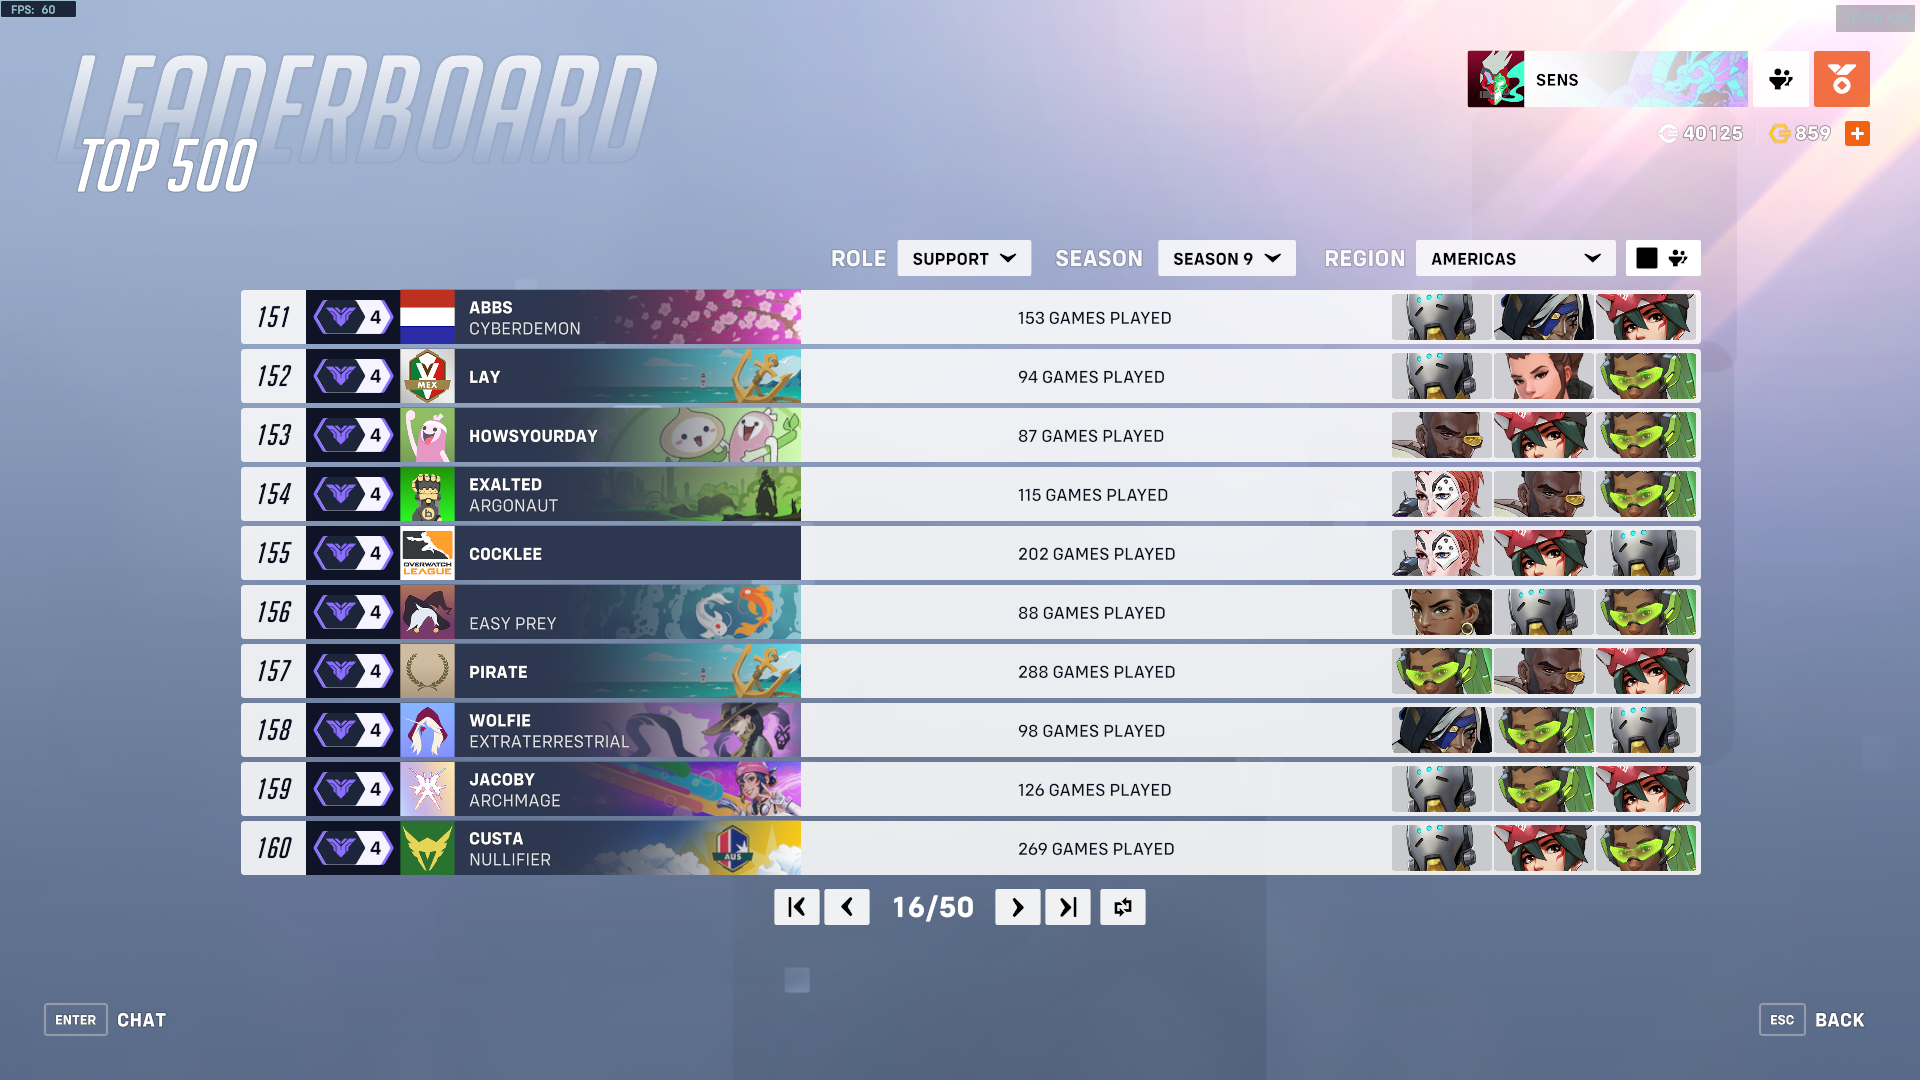 FPS: 60
LEADERBOARD
TOP 500
SENS
40125
859
ROLE
SUPPORT
SEASON
SEASON 9
REGION
AMERICAS
151
4
ABBS
CYBERDEMON
153 GAMES PLAYED
152
4
MEX
LAY
94 GAMES PLAYED
153
4
HOWSYOURDAY
87 GAMES PLAYED
154
4
EXALTED
ARGONAUT
115 GAMES PLAYED
155
4
OVERWATCH
LEAGUE
COCKLEE
202 GAMES PLAYED
156
4
EASY PREY
88 GAMES PLAYED
157
4
PIRATE
288 GAMES PLAYED
158
4
WOLFIE
EXTRATERRESTRIAL
98 GAMES PLAYED
159
4
JACOBY
ARCHMAGE
126 GAMES PLAYED
160
4
CUSTA
NULLIFIER
AUS
269 GAMES PLAYED
16/50
ENTER
CHAT
ESC
BACK